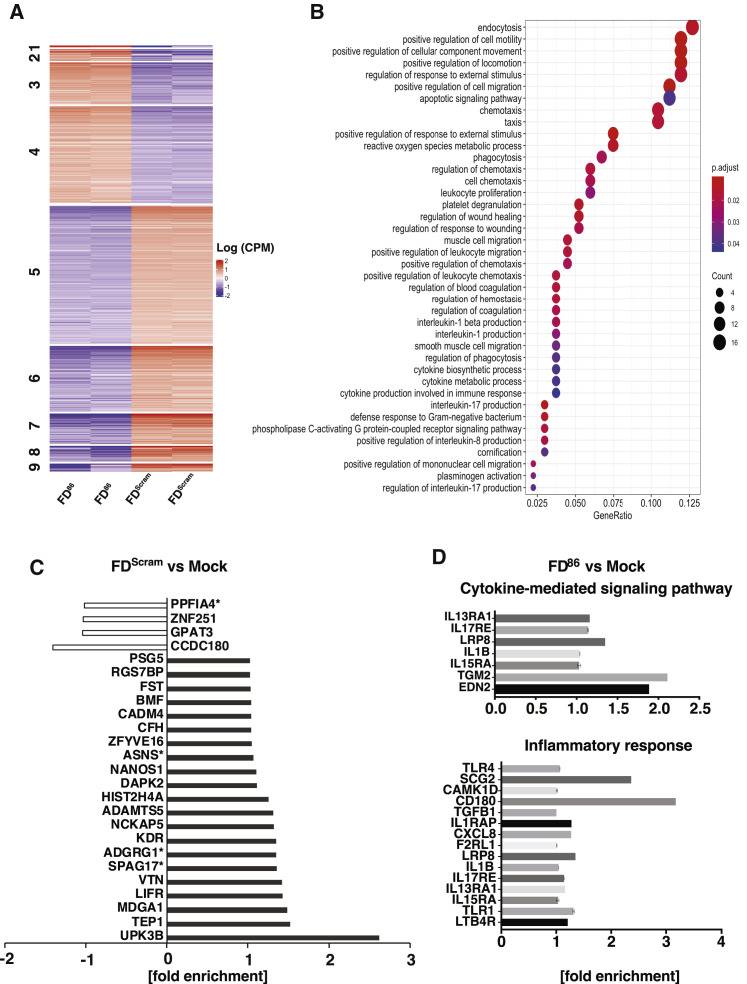 A
21
3
4
5
6
7
8
9
FD86
FD86
FDScram
FDScram
Log (CPM)
2
1
0
-1
-2
B
endocytosis
positive regulation of cell motility
positive regulation of cellular component movement
positive regulation of locomotion
regulation of response to external stimulus
positive regulation of cell migration
apoptotic signaling pathway
chemotaxis
taxis
positive regulation of response to external stimulus
reactive oxygen species metabolic process
phagocytosis
regulation of chemotaxis
cell chemotaxis
leukocyte proliferation
platelet degranulation
regulation of wound healing
regulation of response to wounding
muscle cell migration
positive regulation of leukocyte migration
positive regulation of chemotaxis
positive regulation of leukocyte chemotaxis
regulation of blood coagulation
regulation of hemostasis
regulation of coagulation
interleukin-1 beta production
interleukin-1 production
smooth muscle cell migration
regulation of phagocytosis
cytokine biosynthetic process
cytokine metabolic process
cytokine production involved in immune response
interleukin-17 production
defense response to Gram-negative bacterium
phospholipase C-activating G protein-coupled receptor signaling pathway
positive regulation of interleukin-8 production
cornification
positive regulation of mononuclear cell migration
plasminogen activation
regulation of interleukin-17 production
0.025 0.050 0.075 0.100 0.125
GeneRatio
p.adjust
0.02
0.03
0.04
Count
4
8
12
16
C
FDScram vs Mock
PPFIA4*
ZNF251
GPAT3
CCDC180
PSG5
RGS7BP
FST
BMF
CADM4
CFH
ZFYVE16
ASNS*
NANOS1
DAPK2
HIST2H4A
ADAMTS5
NCKAP5
KDR
ADGRG1*
SPAG17*
VTN
LIFR
MDGA1
TEP1
UPK3B
-2 -1 0 1 2 3
[fold enrichment]
D
FD86 vs Mock
Cytokine-mediated signaling pathway
IL13RA1
IL17RE
LRP8
IL1B
IL15RA
TGM2
EDN2
0.0 0.5 1.0 1.5 2.0 2.5
Inflammatory response
TLR4
SCG2
CAMK1D
CD180
TGFB1
IL1RAP
CXCL8
F2RL1
LRP8
IL1B
IL17RE
IL13RA1
IL15RA
TLR1
LTB4R
0 1 2 3 4
[fold enrichment]